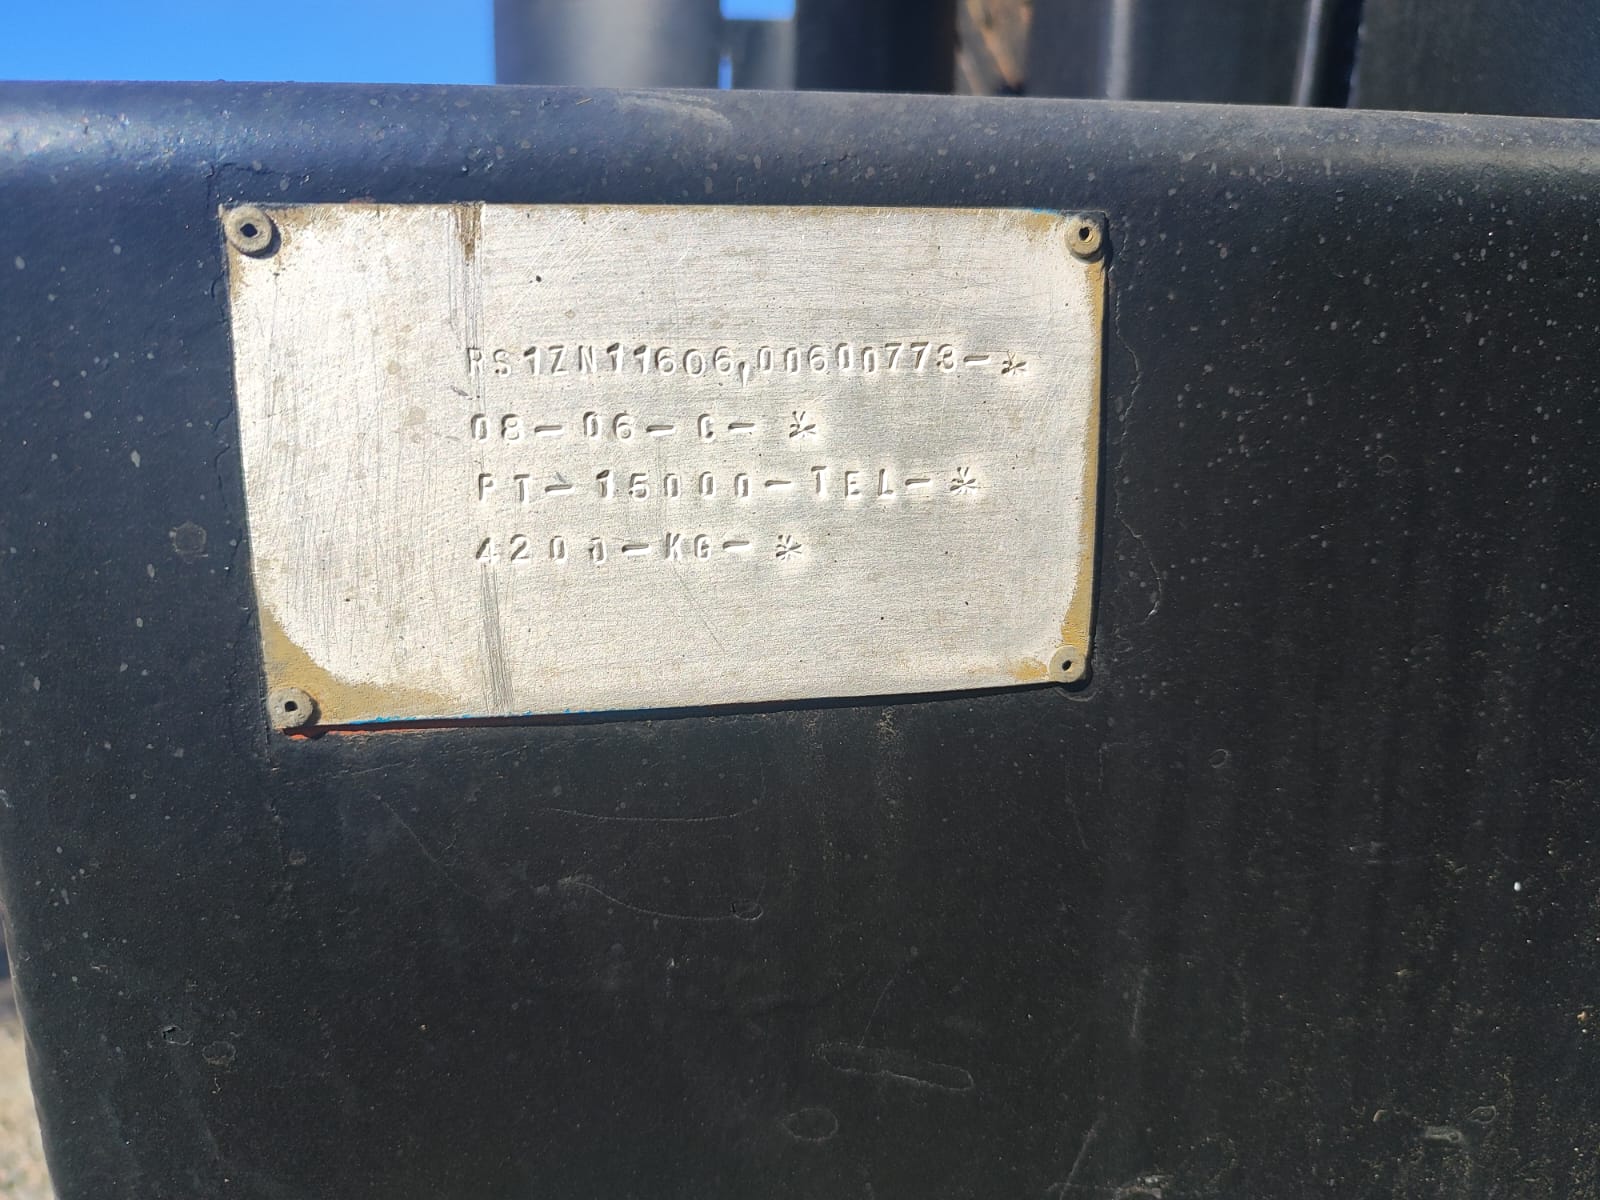 RS1ZN11606,00600773-*
08-06-C-*
PT-15000-TEL-*
4200-KG-*